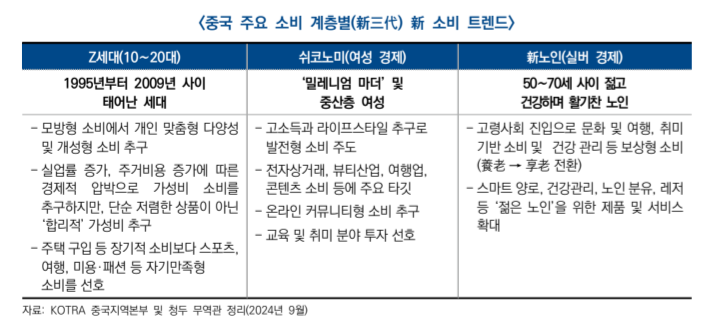 <중국 주요 소비 계층별(新三代) 新 소비 트렌드>
Z세대(10~20대)
1995년부터 2009년 사이
태어난 세대
– 모방형 소비에서 개인 맞춤형 다양성
및 개성형 소비 추구
– 실업률 증가, 주거비용 증가에 따른
경제적 압박으로 가성비 소비를
추구하지만, 단순 저렴한 상품이 아닌
‘합리적’ 가성비 추구
– 주택 구입 등 장기적 소비보다 스포츠,
여행, 미용·패션 등 자기만족형
소비를 선호
쉬코노미(여성 경제)
‘밀레니엄 마더’ 및
중산층 여성
– 고소득과 라이프스타일 추구로
발전형 소비 주도
– 전자상거래, 뷰티산업, 여행업,
콘텐츠 소비 등에 주요 타깃
– 온라인 커뮤니티형 소비 추구
– 교육 및 취미 분야 투자 선호
新노인(실버 경제)
50~70세 사이 젊고
건강하며 활기찬 노인
– 고령사회 진입으로 문화 및 여행, 취미
기반 소비 및 건강 관리 등 보상형 소비
(養老 → 享老 전환)
– 스마트 양로, 건강관리, 노인 분유, 레저
등 ‘젊은 노인’을 위한 제품 및 서비스
확대
자료: KOTRA 중국지역본부 및 청두 무역관 정리(2024년 9월)